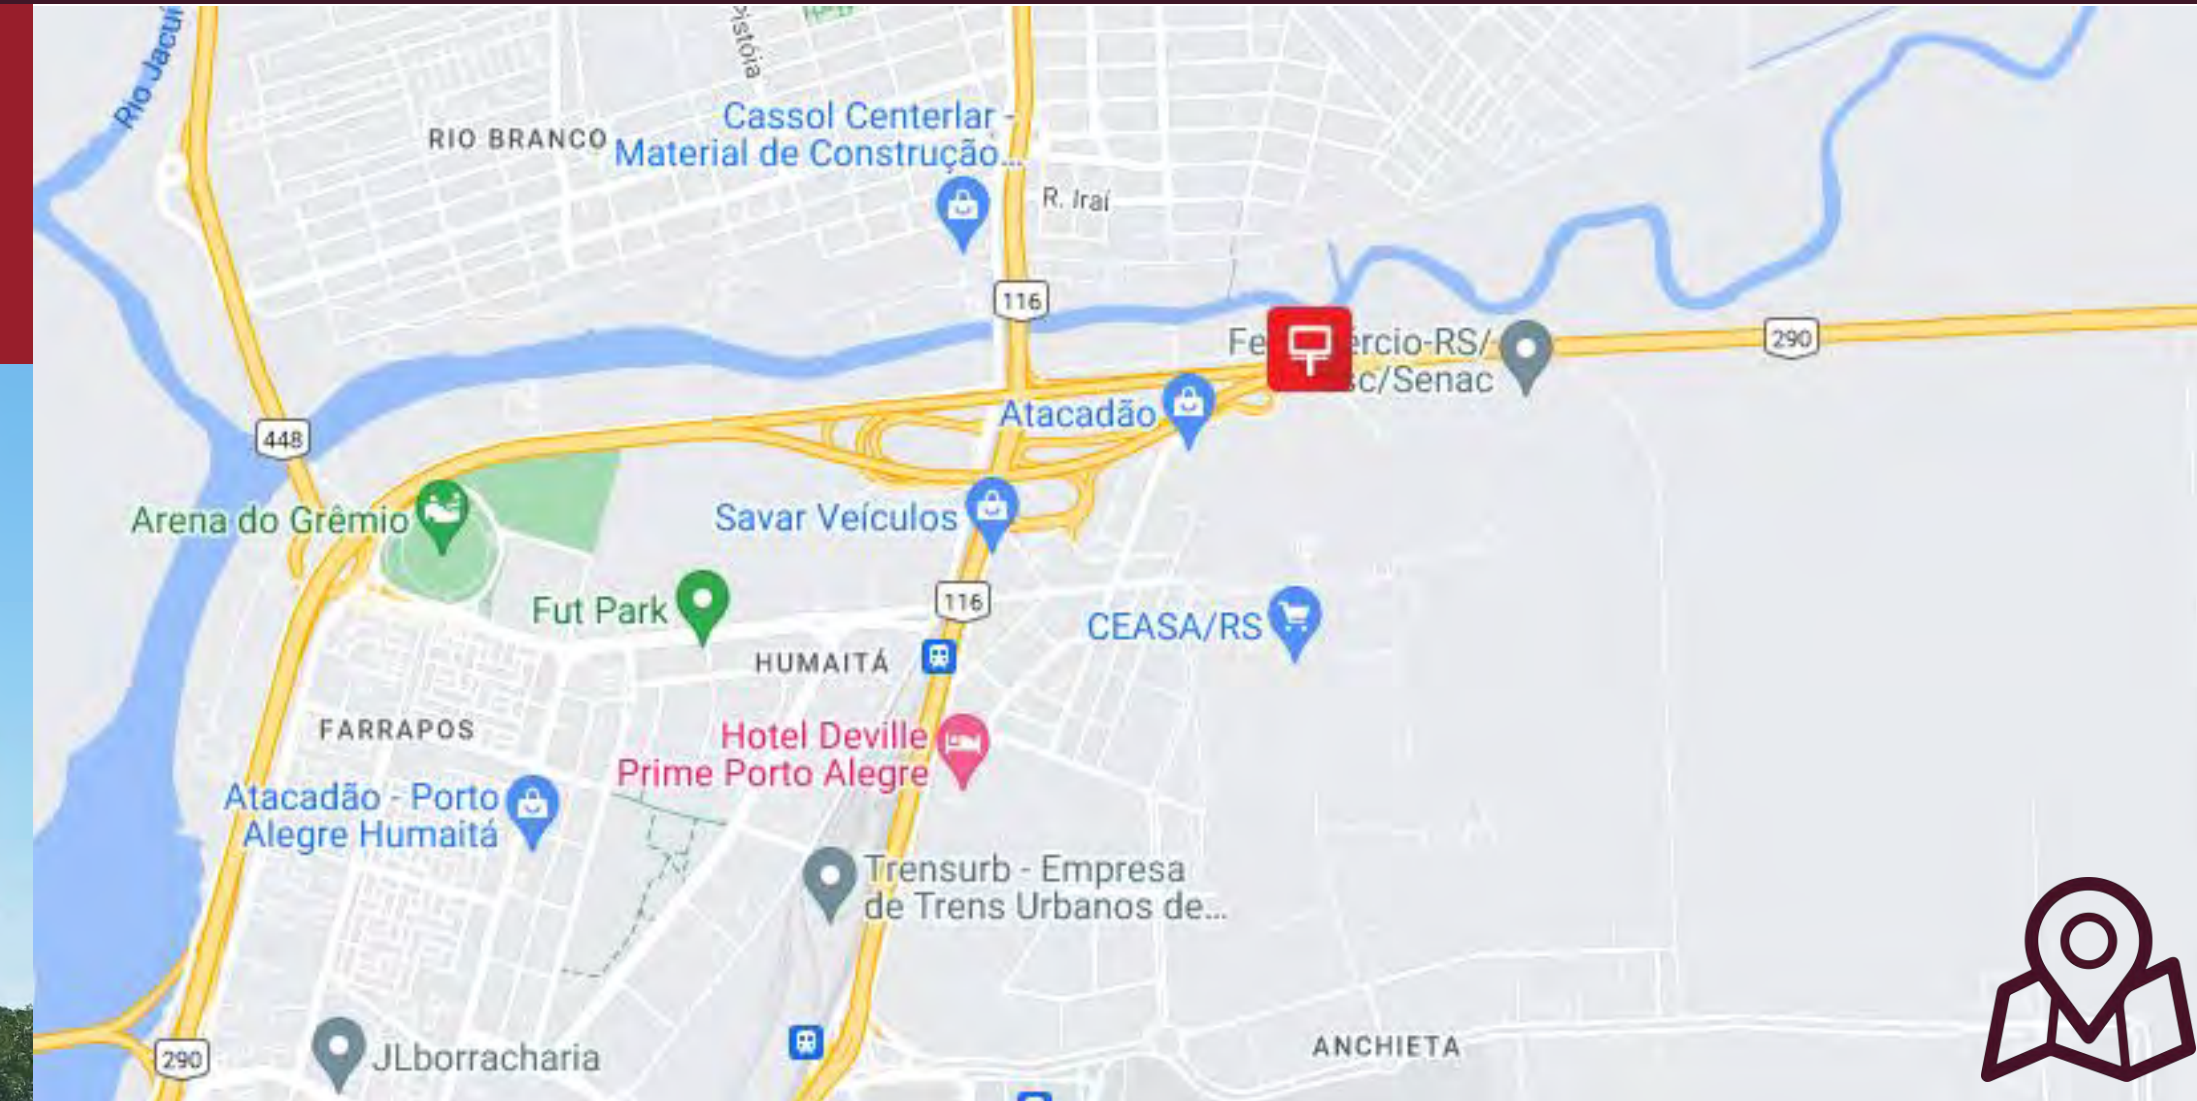 Rio Jacuí
RIO BRANCO
Cassol Centerlar -
Material de Construção...
R. Iraí
116
290
448
Atacadão
Arena do Grêmio
Savar Veículos
Fut Park
116
CEASA/RS
HUMAITÁ
FARRAPOS
Hotel Deville
Prime Porto Alegre
Atacadão - Porto
Alegre Humaitá
Trensurb - Empresa
de Trens Urbanos de...
ANCHIETA
290
JLborracharia